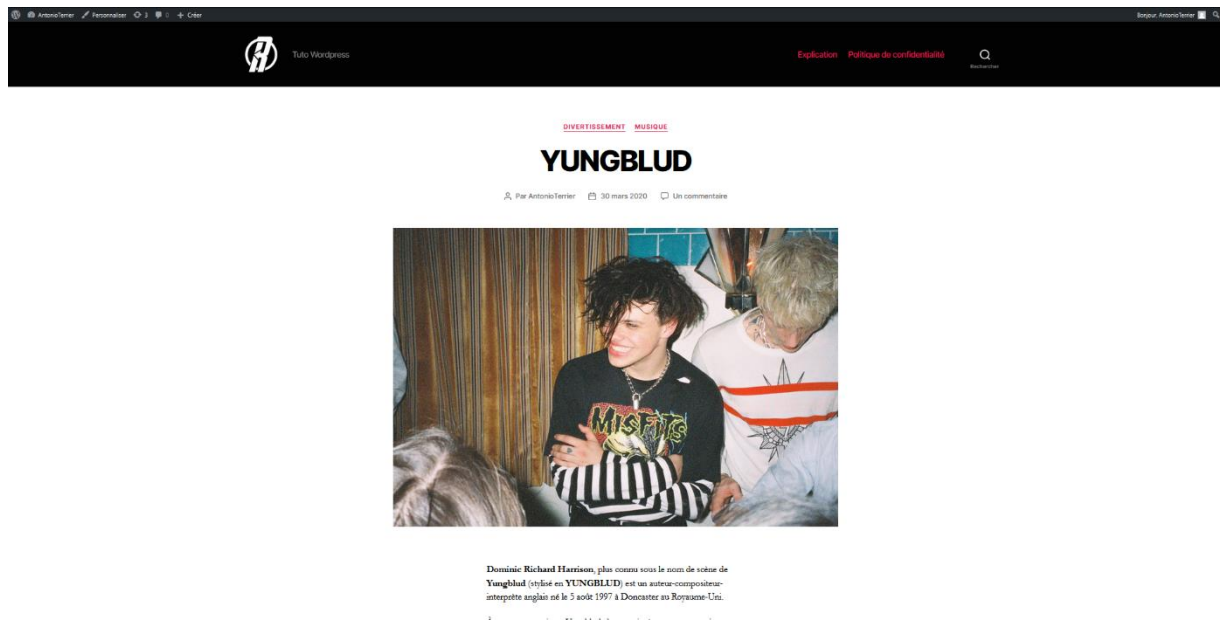 AntonioTerrier Personnaliser 3 0 + Créer Bonjour, AntonioTerrier
Tuto Wordpress Explication Politique de confidentialité
Rechercher
DIVERTISSEMENT MUSIQUE
YUNGBLUD
Par AntonioTerrier 30 mars 2020 Un commentaire
MISFITS
Dominic Richard Harrison, plus connu sous le nom de scène de
Yungblud (stylisé en YUNGBLUD) est un auteur-compositeur-
interprète anglais né le 5 août 1997 à Doncaster au Royaume-Uni.